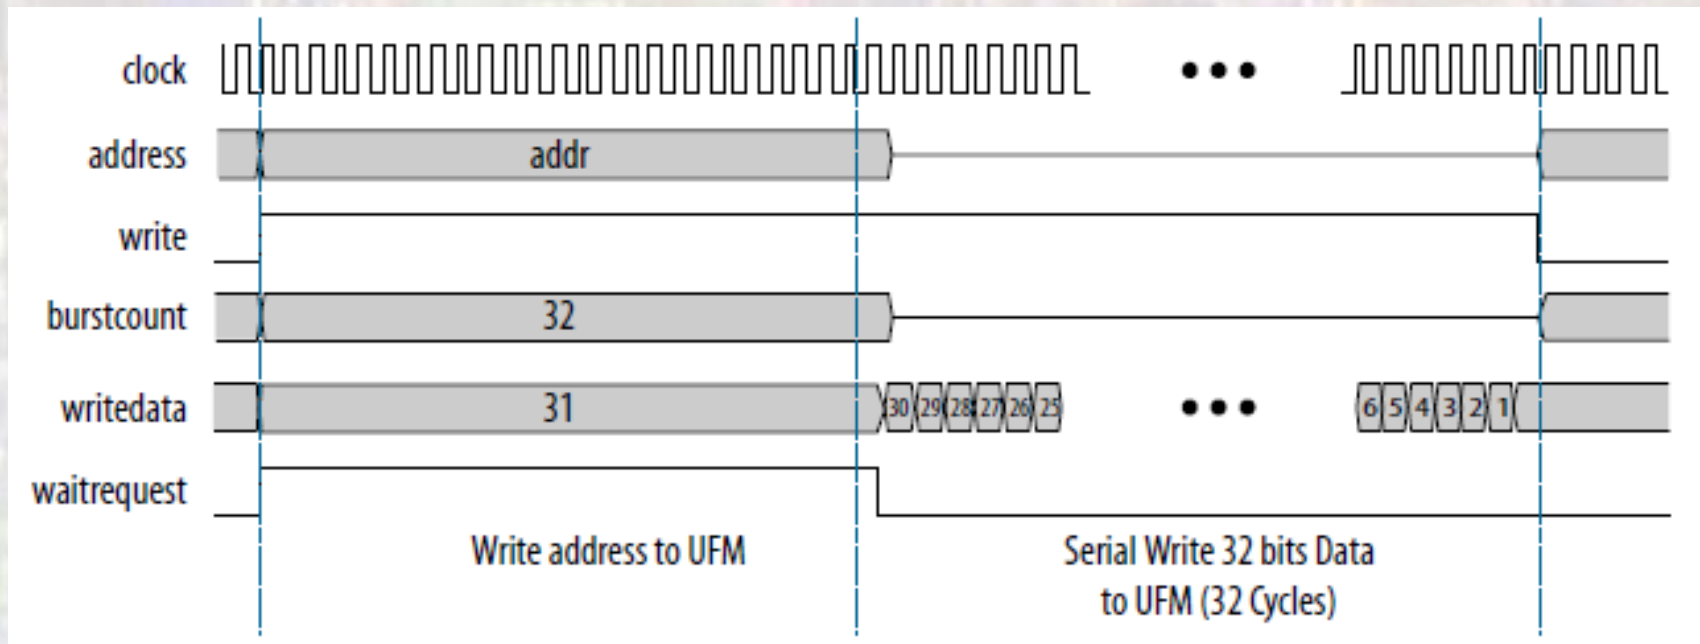 clock
address addr
write
burstcount 32
writedata 31 30 29 28 27 26 25 6 5 4 3 2 1
waitrequest
Write address to UFM
Serial Write 32 bits Data
to UFM (32 Cycles)